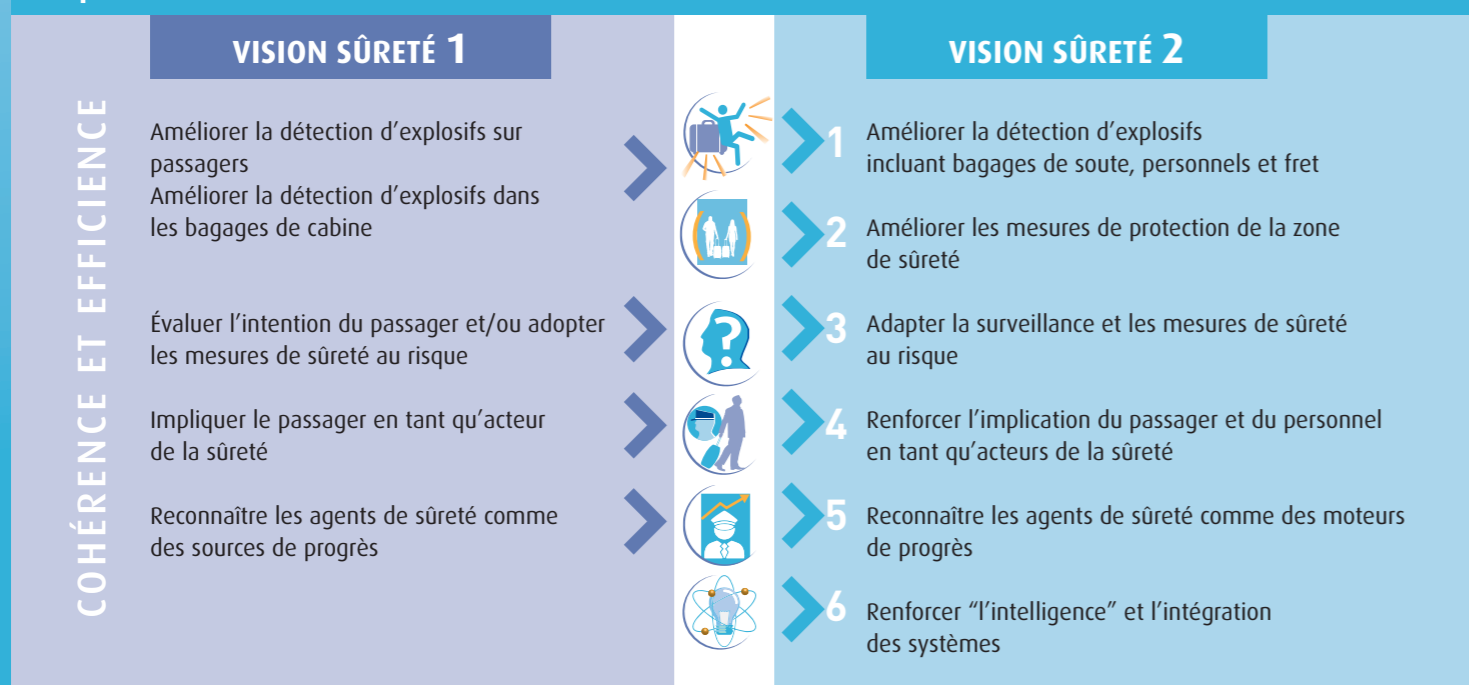 COHÉRENCE ET EFFICIENCE
VISION SÛRETÉ 1
Améliorer la détection d’explosifs sur
passagers
Améliorer la détection d’explosifs dans
les bagages de cabine
Évaluer l’intention du passager et/ou adopter
les mesures de sûreté au risque
Impliquer le passager en tant qu’acteur
de la sûreté
Reconnaître les agents de sûreté comme
des sources de progrès
?
VISION SÛRETÉ 2
1 Améliorer la détection d’explosifs
incluant bagages de soute, personnels et fret
2 Améliorer les mesures de protection de la zone
de sûreté
3 Adapter la surveillance et les mesures de sûreté
au risque
4 Renforcer l’implication du passager et du personnel
en tant qu’acteurs de la sûreté
5 Reconnaître les agents de sûreté comme des moteurs
de progrès
6 Renforcer “l’intelligence” et l’intégration
des systèmes